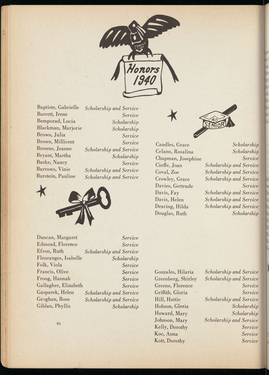 Honors
1940
Baptiste, Gabrielle Scholarship and Service
Barrett, Irene Service
Bemporad, Lucia Scholarship
Blackman, Marjorie Scholarship
Brown, Julia Service
Brown, Millicent Service
Browne, Jeanne Scholarship and Service
Bryant, Martha Scholarship
Burke, Nancy Service
Burrows, Vinie Scholarship and Service
Burstein, Pauline Scholarship and Service
SENIOR
Candles, Grace Scholarship
Celano, Rosalina Scholarship
Chapman, Josephine Service
Cioffe, Joan Scholarship and Service
Coval, Zoe Scholarship and Service
Crowley, Grace Scholarship and Service
Davies, Gertrude Service
Davis, Fay Scholarship and Service
Davis, Helen Scholarship and Service
Dearing, Hilda Scholarship and Service
Douglas, Ruth Scholarship
Duncan, Margaret Service
Edmead, Florence Service
Efron, Ruth Scholarship and Service
Fleuranges, Isabelle Scholarship
Folk, Viola Service
Francis, Olive Service
Froug, Hannah Service
Gallagher, Elizabeth Service
Gasparek, Helen Scholarship and Service
Geoghan, Rose Scholarship and Service
Giblan, Phyllis Scholarship
Gonzales, Hilaria Scholarship and Service
Greenberg, Shirley Scholarship and Service
Greene, Florence Service
Griffith, Gloria Service
Hill, Hattie Scholarship and Service
Hobson, Gloria Scholarship
Howard, Mary Scholarship
Johnson, Mary Scholarship and Service
Kelly, Dorothy Service
Koc, Anna Service
Kott, Dorothy Service